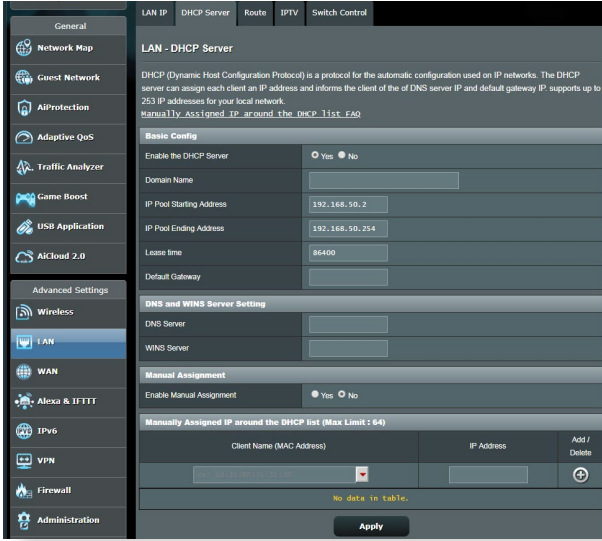 LAN IP DHCP Server Route IPTV Switch Control
General
Network Map
Guest Network
AiProtection
Adaptive QoS
Traffic Analyzer
Game Boost
USB Application
AiCloud 2.0
Advanced Settings
Wireless
LAN
WAN
Alexa & IFTTT
IPv6
VPN
Firewall
Administration
LAN - DHCP Server
DHCP (Dynamic Host Configuration Protocol) is a protocol for the automatic configuration used on IP networks. The DHCP
server can assign each client an IP address and informs the client of the of DNS server IP and default gateway IP. supports up to
253 IP addresses for your local network.
Manually Assigned IP around the DHCP list FAQ
Basic Config
Enable the DHCP Server Yes No
Domain Name
IP Pool Starting Address 192.168.50.2
IP Pool Ending Address 192.168.50.254
Lease time 86400
Default Gateway
DNS and WINS Server Setting
DNS Server
WINS Server
Manual Assignment
Enable Manual Assignment Yes No
Manually Assigned IP around the DHCP list (Max Limit : 64)
Client Name (MAC Address) IP Address Add /
Delete
No data in table.
Apply